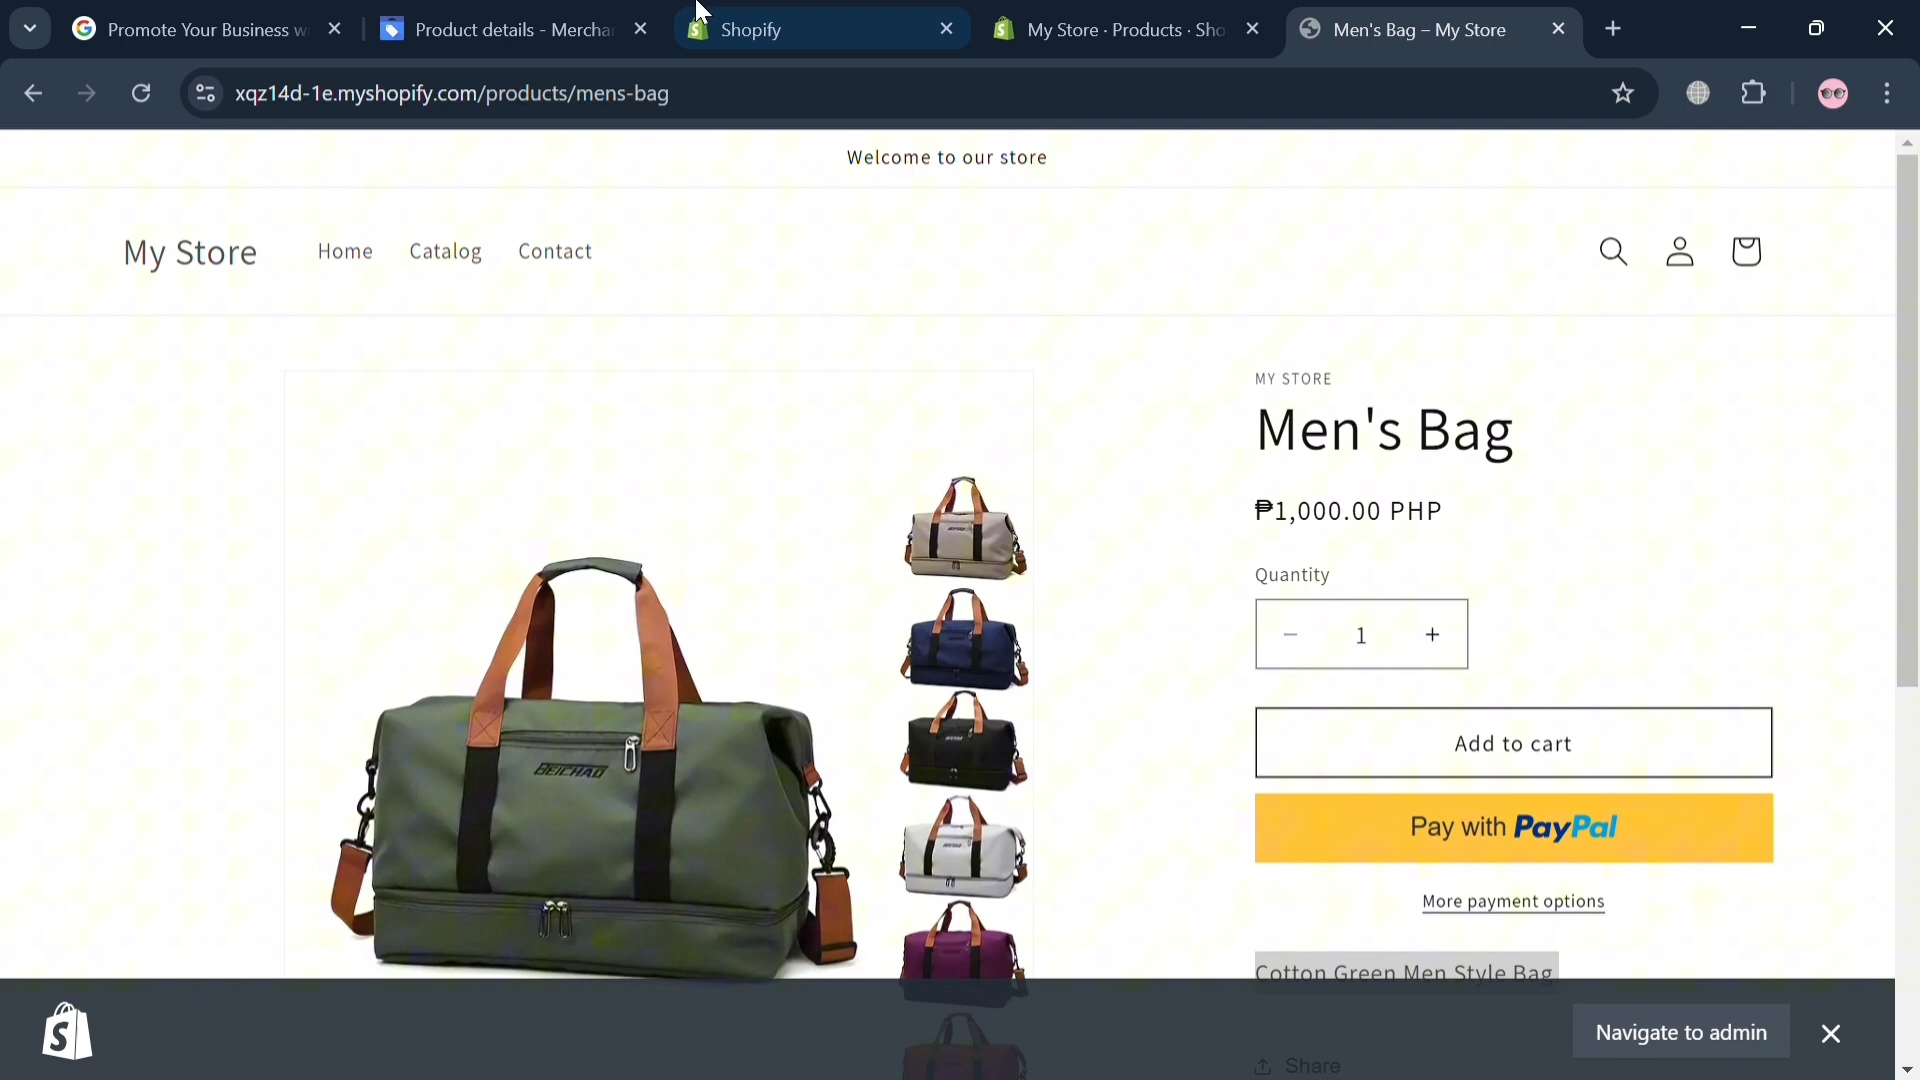 Promote Your Business w
Product details - Mercha
Shopify
My Store · Products · Sho
Men's Bag – My Store
xqz14d-1e.myshopify.com/products/mens-bag
Welcome to our store
My Store
Home
Catalog
Contact
MY STORE
Men's Bag
₱1,000.00 PHP
Quantity
− 1 +
Add to cart
Pay with PayPal
More payment options
Cotton Green Men Style Bag
BEICHAO
Share
Navigate to admin